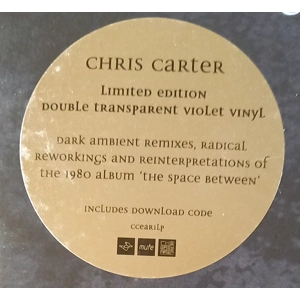 CHRIS CARTER
LIMITED EDITION
DOUBLE TRANSPARENT VIOLET VINYL
DARK AMBIENT REMIXES, RADICAL
REWORKINGS AND REINTERPRETATIONS OF
THE 1980 ALBUM 'THE SPACE BETWEEN'
INCLUDES DOWNLOAD CODE
CCEAR1LP
mute